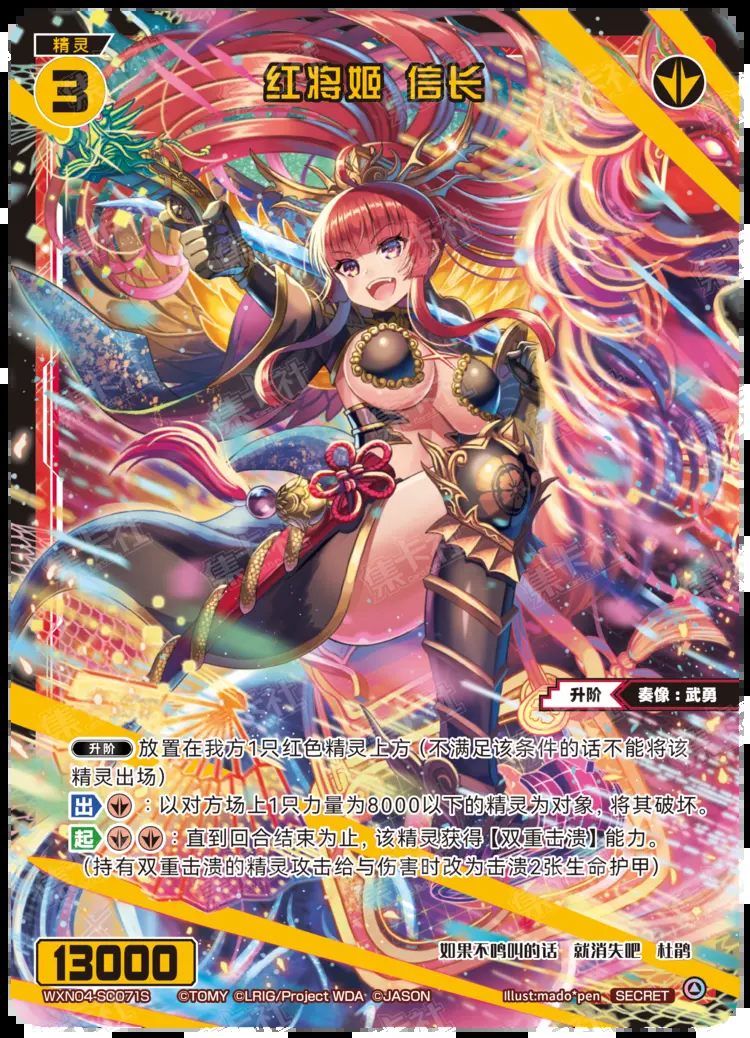 精灵
3
红将姬 信长
升阶 奏像：武勇
升阶 放置在我方1只红色精灵上方（不满足该条件的话不能将该
精灵出场）
出 ：以对方场上1只力量为8000以下的精灵为对象，将其破坏。
起 ：直到回合结束为止，该精灵获得【双重击溃】能力。
（持有双重击溃的精灵攻击给与伤害时改为击溃2张生命护甲）
13000
如果不鸣叫的话 就消失吧 杜鹃
WXN04-SC071S ©TOMY ©LRIG/Project WDA ©JASON Illust:mado*pen SECRET
集卡社